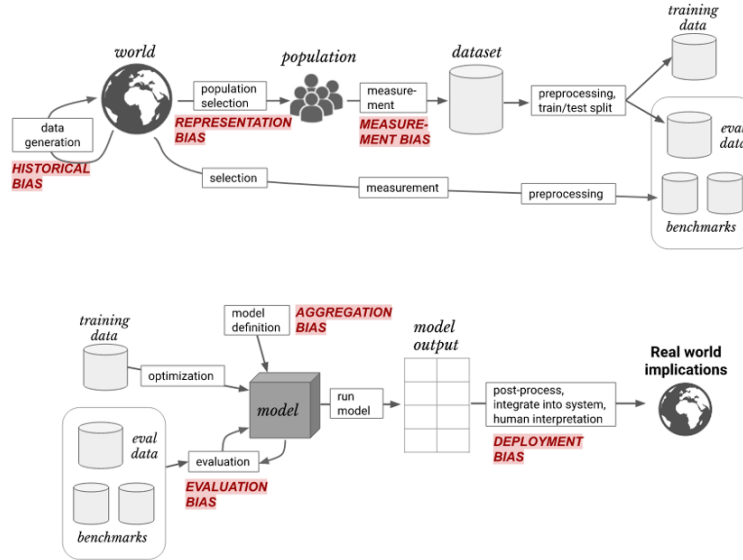 world
population
dataset
training
data
population
selection
measure-
ment
preprocessing,
train/test split
data
generation
REPRESENTATION
BIAS
MEASURE-
MENT BIAS
eval
data
HISTORICAL
BIAS
selection
measurement
preprocessing
benchmarks
training
data
model
definition
AGGREGATION
BIAS
model
output
Real world
implications
optimization
model
run
model
post-process,
integrate into system,
human interpretation
eval
data
evaluation
DEPLOYMENT
BIAS
EVALUATION
BIAS
benchmarks